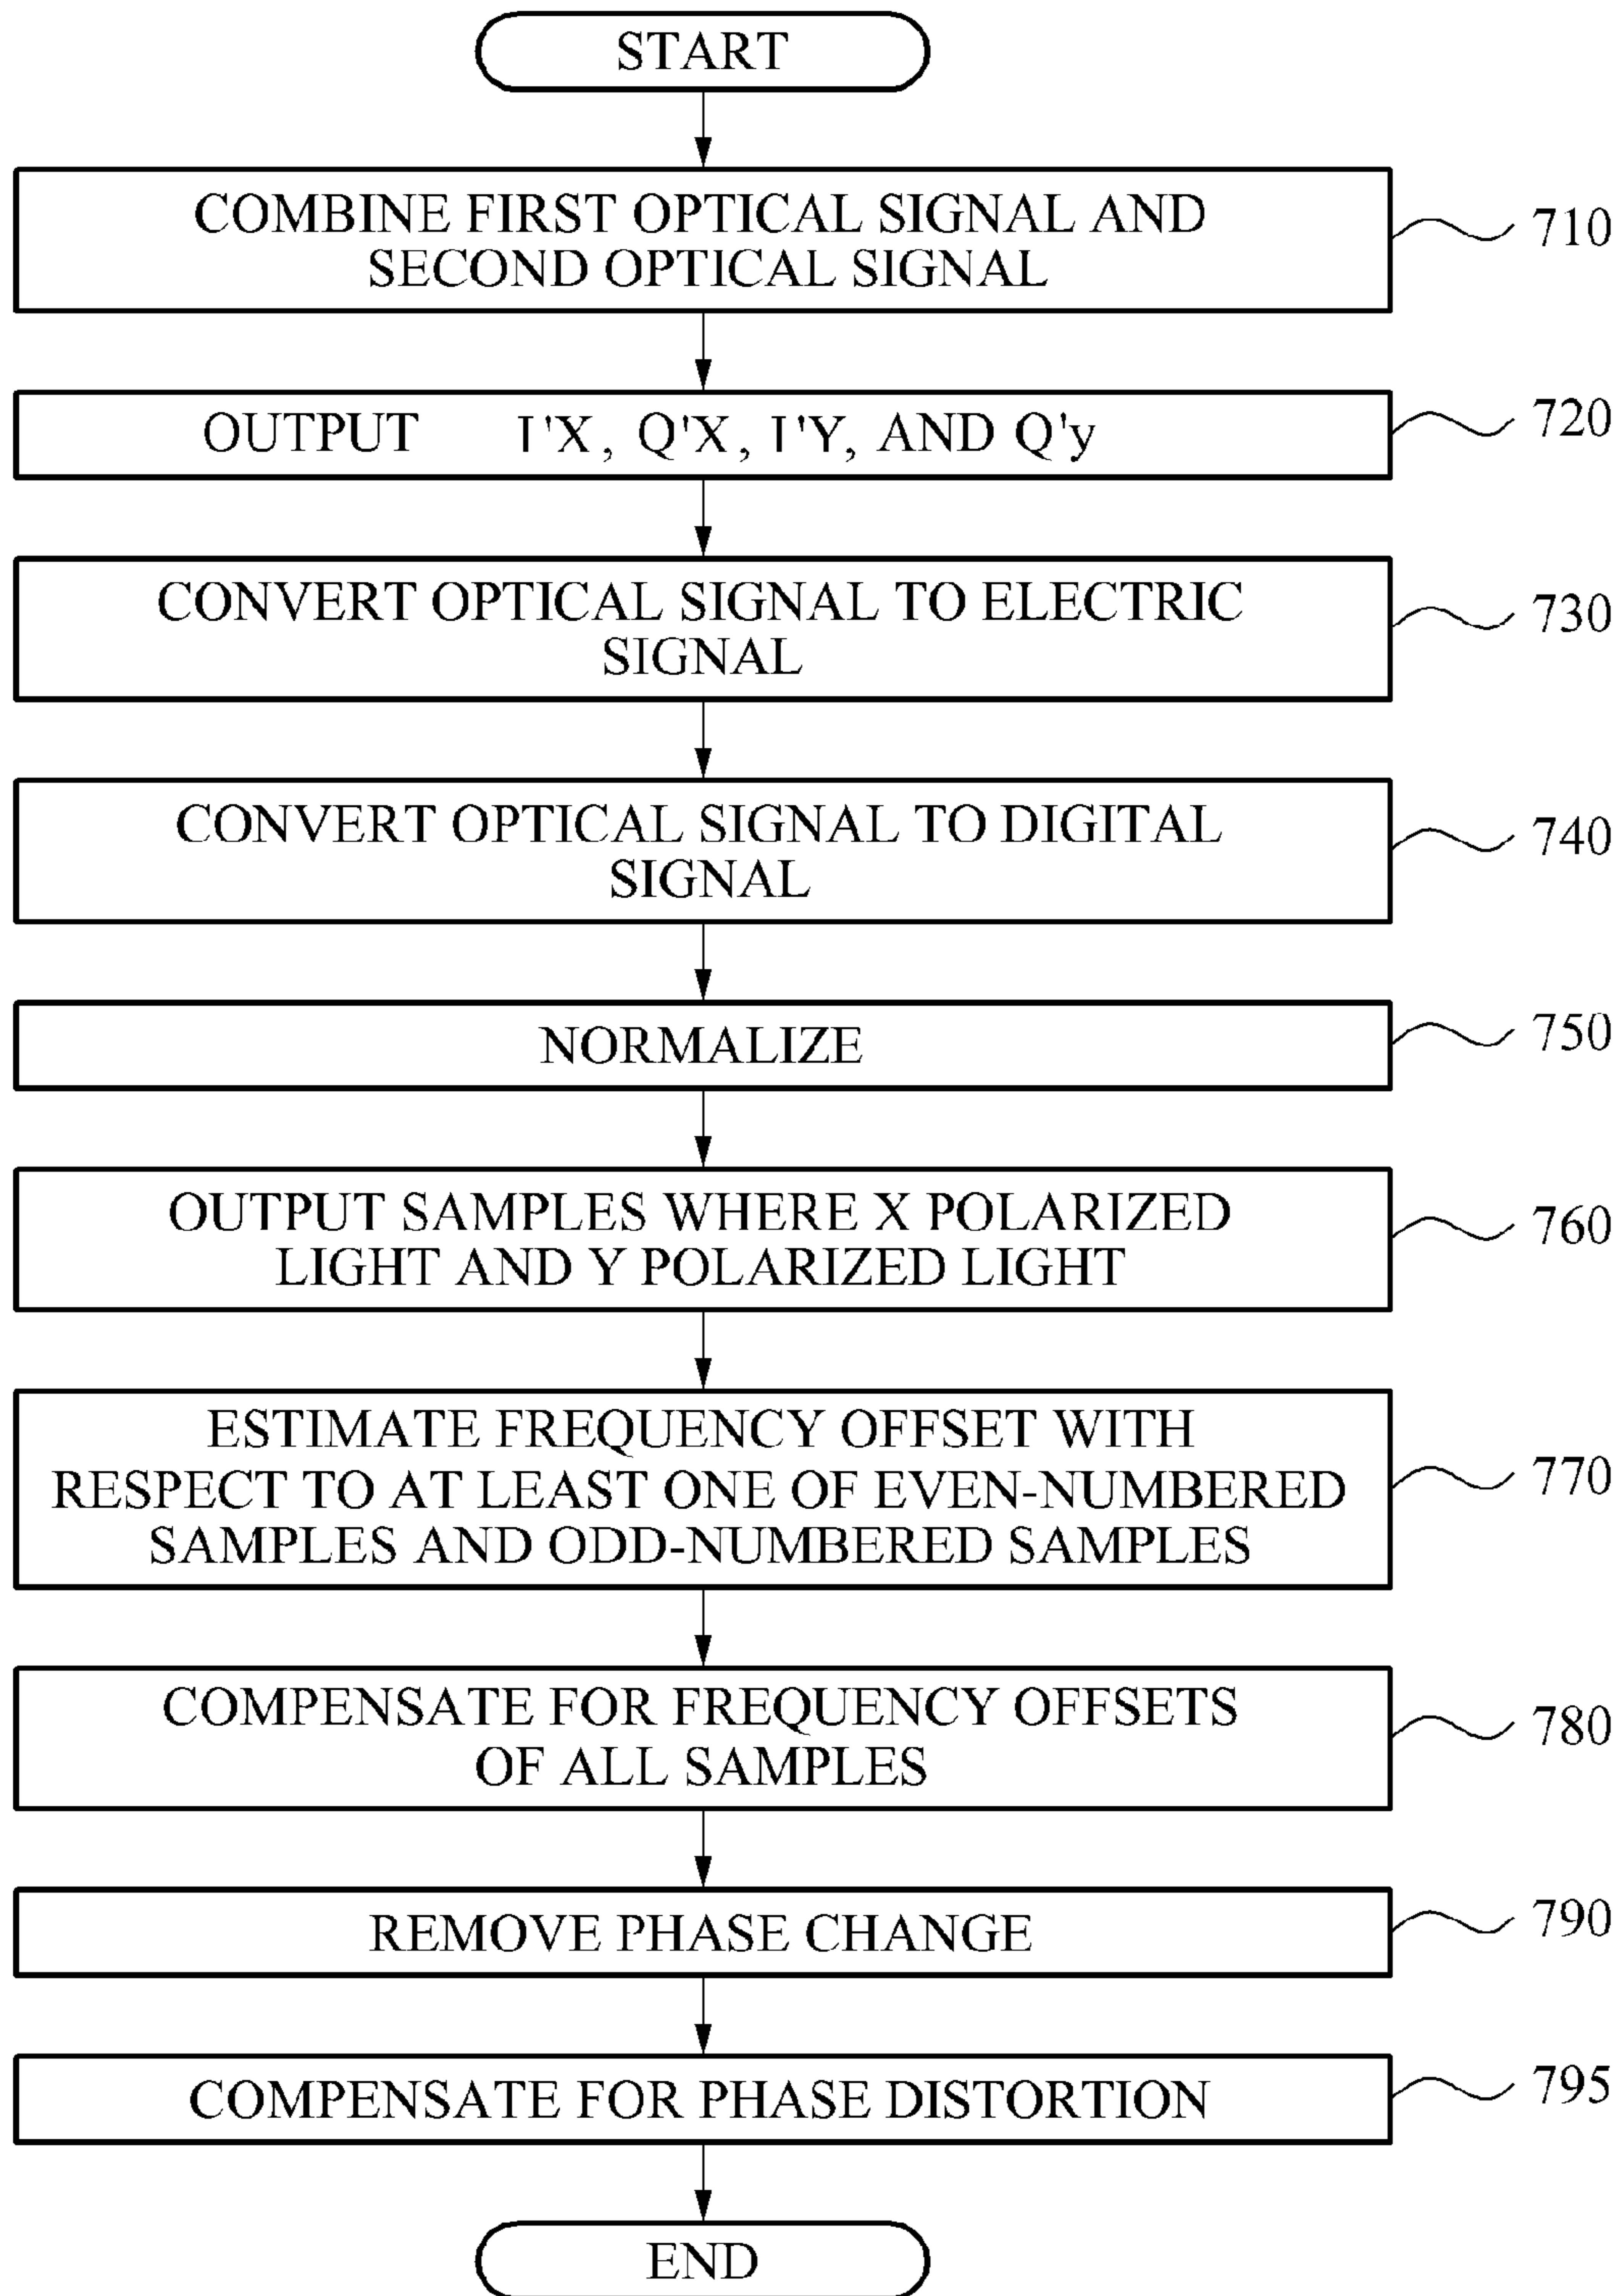 START
COMBINE FIRST OPTICAL SIGNAL AND
SECOND OPTICAL SIGNAL
710
OUTPUT I'X, Q'X, I'Y, AND Q'y
720
CONVERT OPTICAL SIGNAL TO ELECTRIC
SIGNAL
730
CONVERT OPTICAL SIGNAL TO DIGITAL
SIGNAL
740
NORMALIZE
750
OUTPUT SAMPLES WHERE X POLARIZED
LIGHT AND Y POLARIZED LIGHT
760
ESTIMATE FREQUENCY OFFSET WITH
RESPECT TO AT LEAST ONE OF EVEN-NUMBERED
SAMPLES AND ODD-NUMBERED SAMPLES
770
COMPENSATE FOR FREQUENCY OFFSETS
OF ALL SAMPLES
780
REMOVE PHASE CHANGE
790
COMPENSATE FOR PHASE DISTORTION
795
END